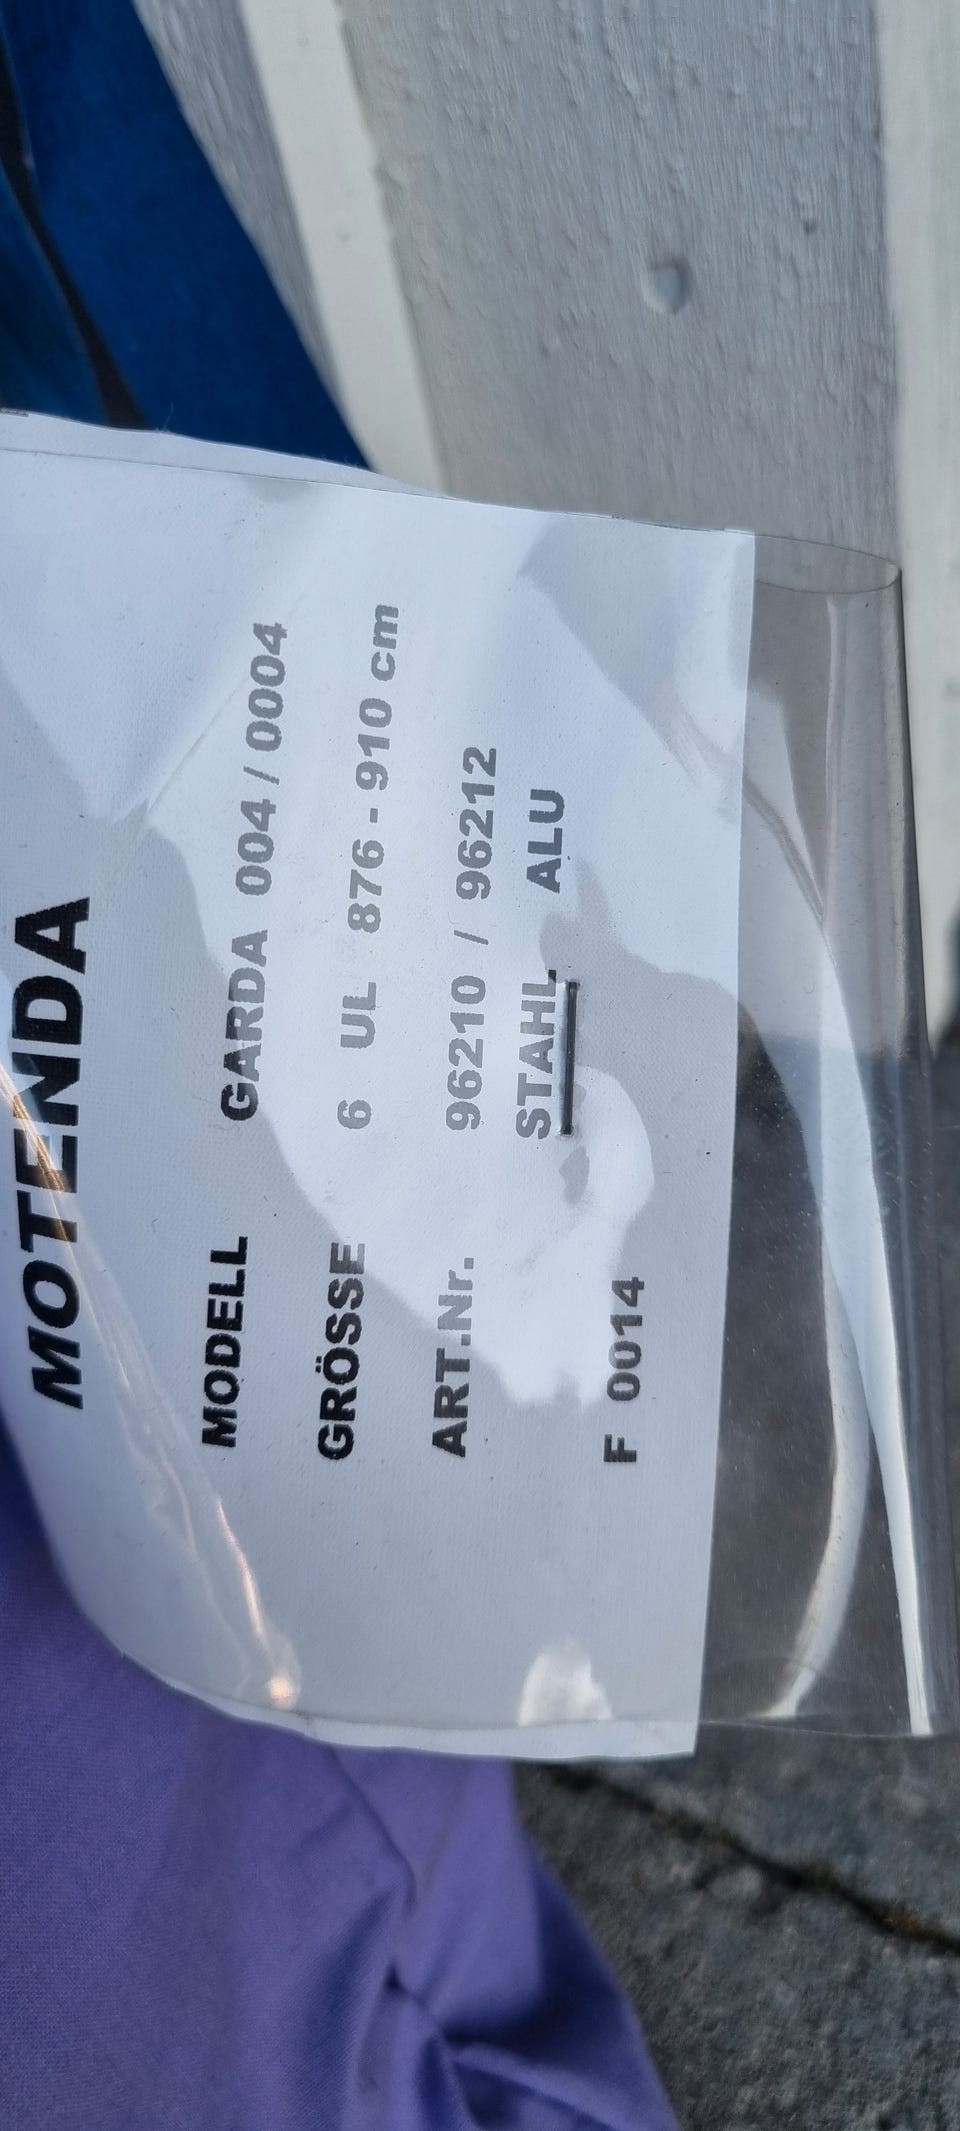 MOTENDA
MODELL GARDA 004 / 0004
GRÖSSE 6 UL 876 - 910 cm
ART.Nr. 96210 / 96212
STAHL ALU
F 0014